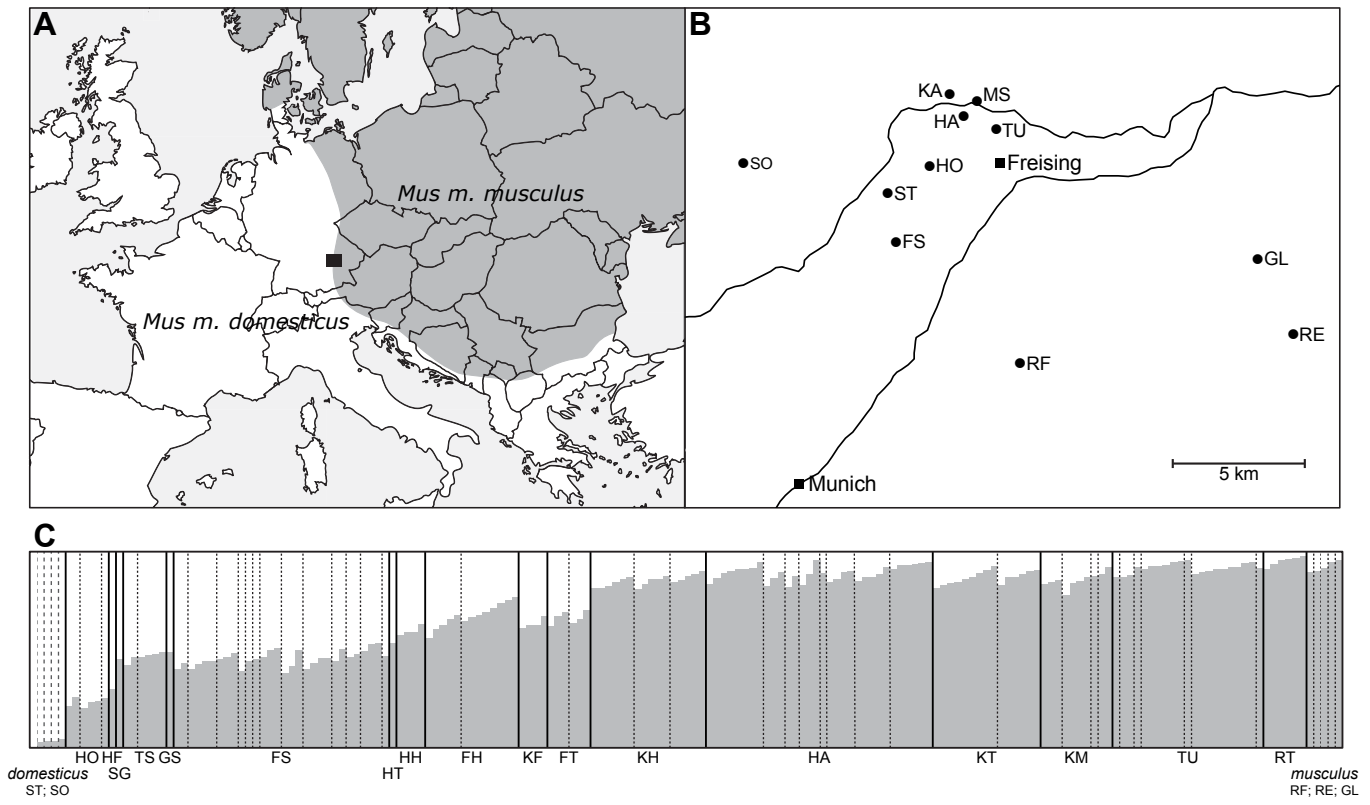 A
Mus m. musculus
Mus m. domesticus
B
KA
MS
HA
TU
SO
HO
Freising
ST
FS
GL
RE
RF
5 km
Munich
C
HO HF TS GS FS HH FH KF FT KH HA KT KM TU RT
domesticus SG HT musculus
ST; SO RF; RE; GL